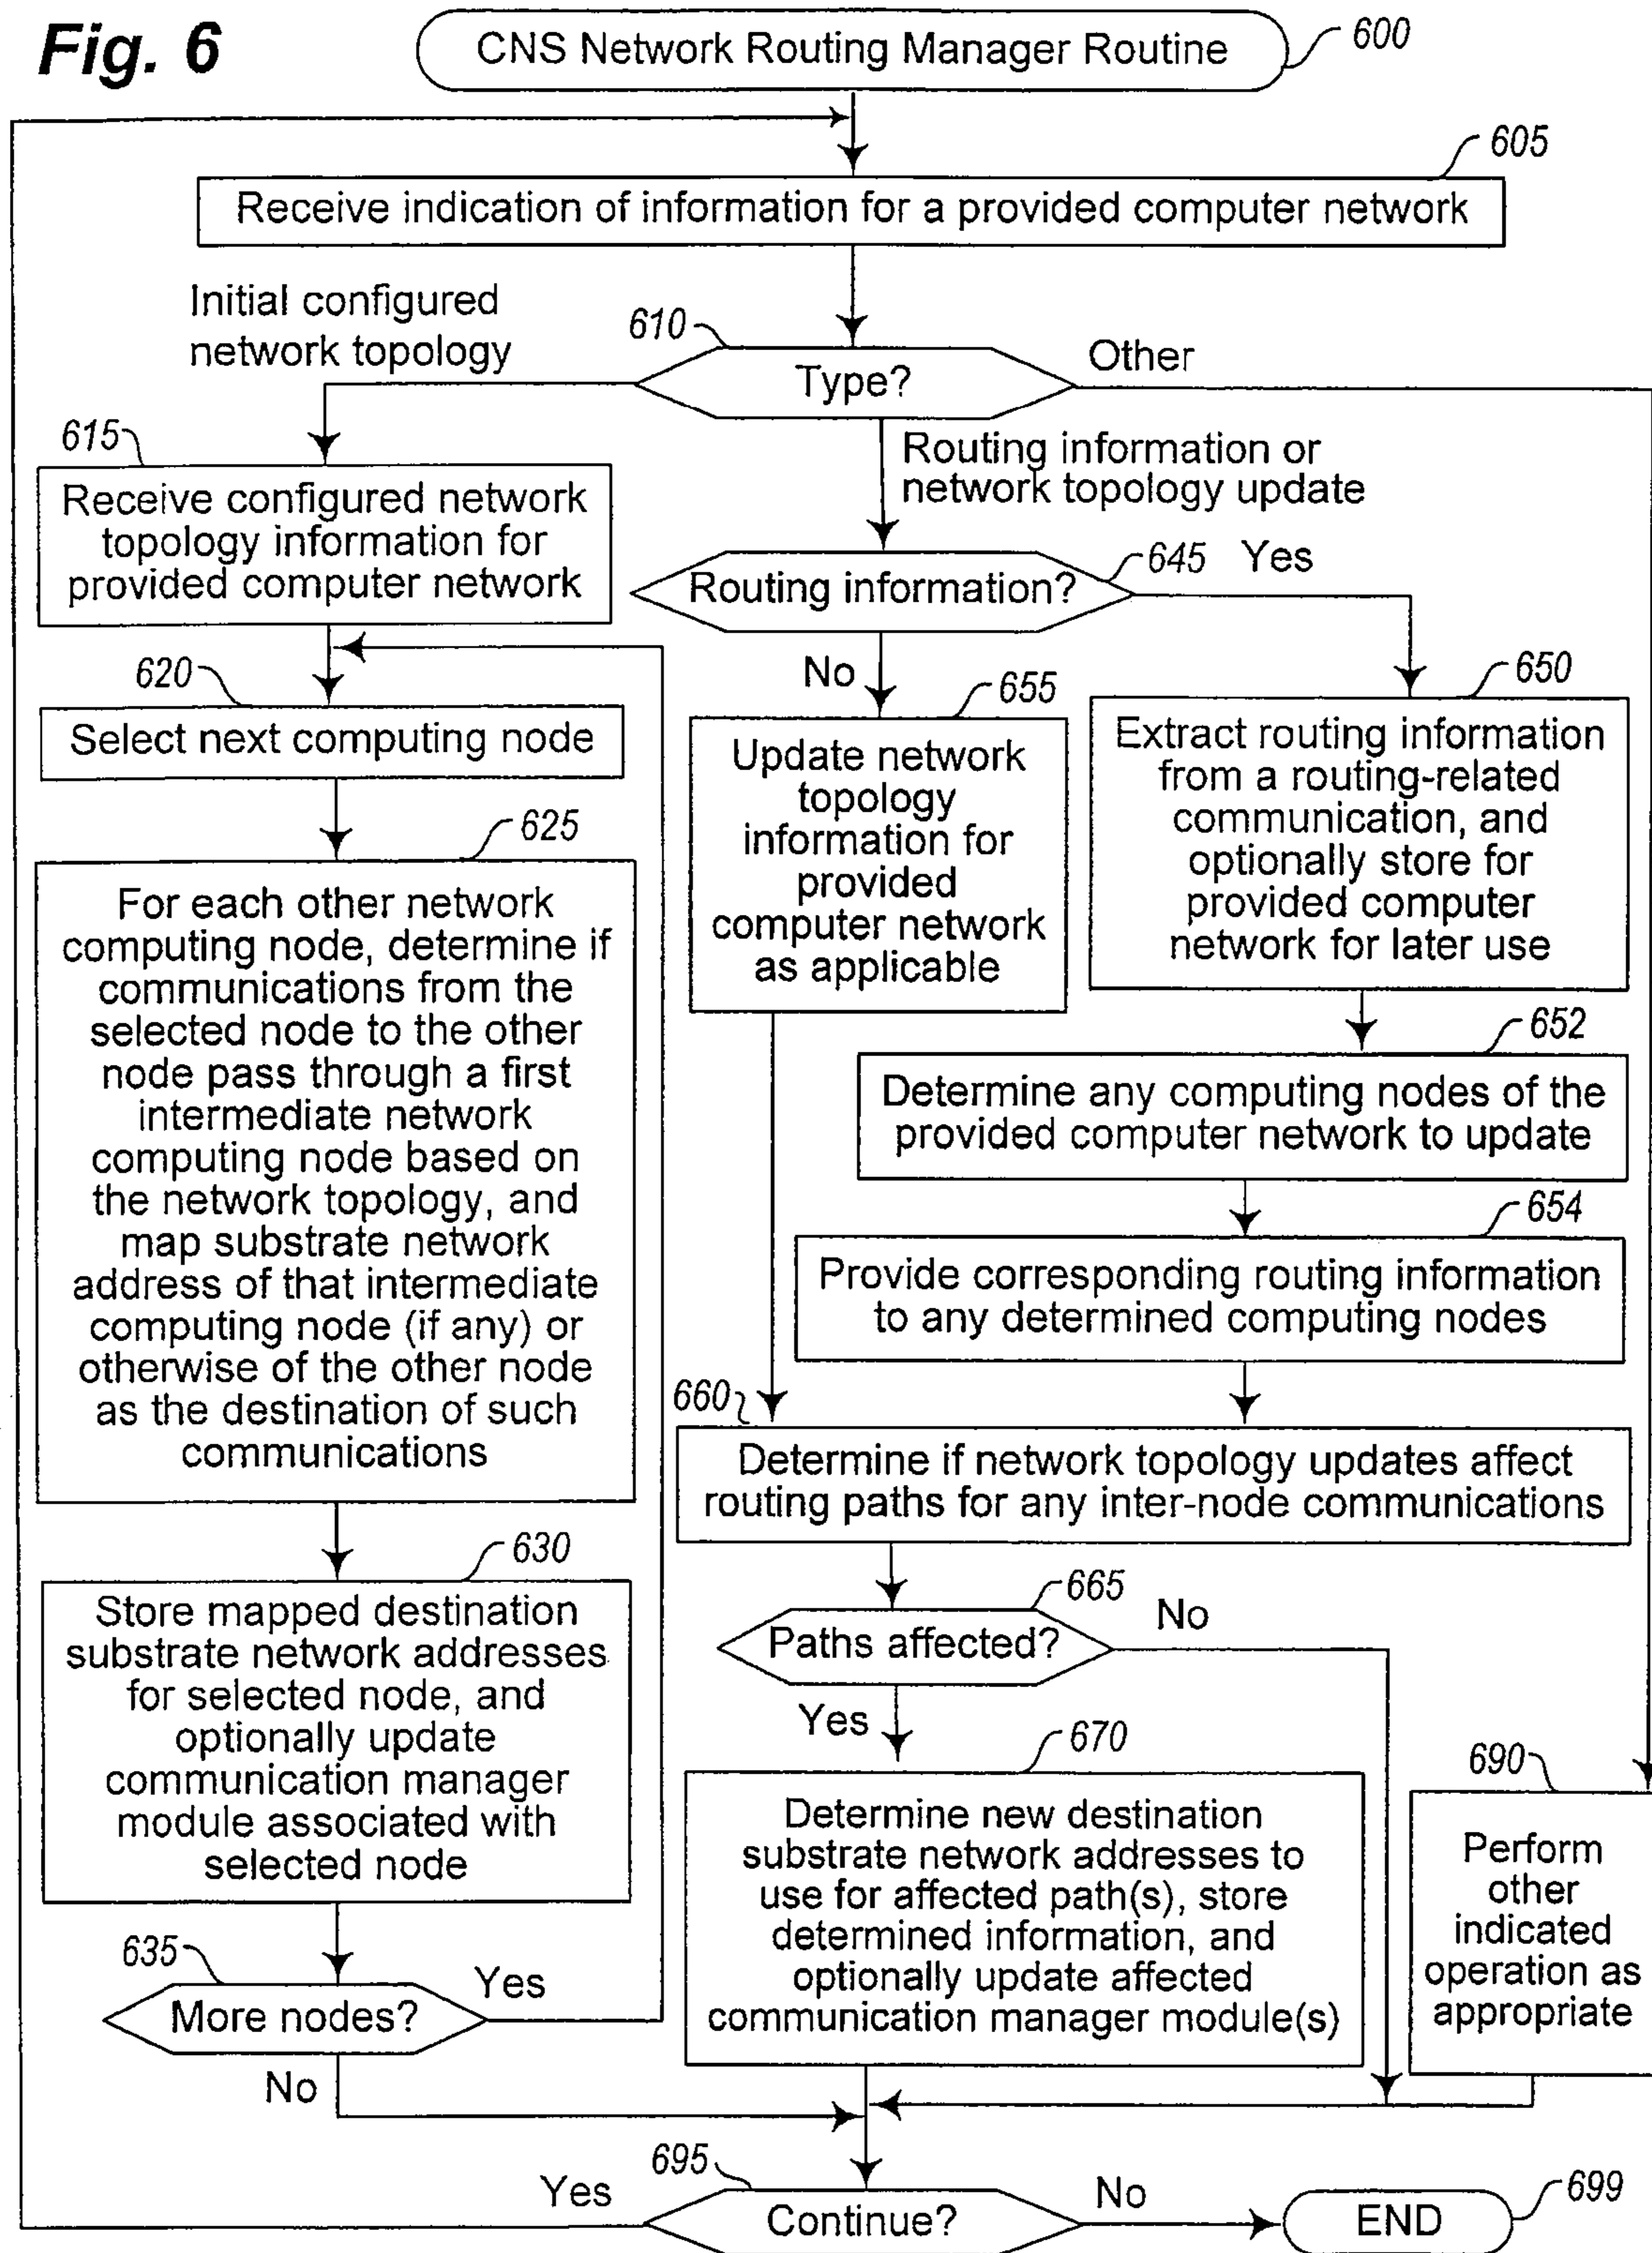 Fig. 6
CNS Network Routing Manager Routine
600
605
Receive indication of information for a provided computer network
Initial configured
network topology
610
Type?
Other
Routing information or
network topology update
615
Receive configured network
topology information for
provided computer network
Routing information?
645
Yes
No
620
Select next computing node
655
Update network
topology
information for
provided
computer network
as applicable
650
Extract routing information
from a routing-related
communication, and
optionally store for
provided computer
network for later use
625
For each other network
computing node, determine if
communications from the
selected node to the other
node pass through a first
intermediate network
computing node based on
the network topology, and
map substrate network
address of that intermediate
computing node (if any) or
otherwise of the other node
as the destination of such
communications
652
Determine any computing nodes of the
provided computer network to update
654
Provide corresponding routing information
to any determined computing nodes
660
Determine if network topology updates affect
routing paths for any inter-node communications
630
Store mapped destination
substrate network addresses
for selected node, and
optionally update
communication manager
module associated with
selected node
665
Paths affected?
No
Yes
670
Determine new destination
substrate network addresses to
use for affected path(s), store
determined information, and
optionally update affected
communication manager module(s)
690
Perform
other
indicated
operation as
appropriate
635
More nodes?
Yes
No
695
Continue?
Yes
No
END
699